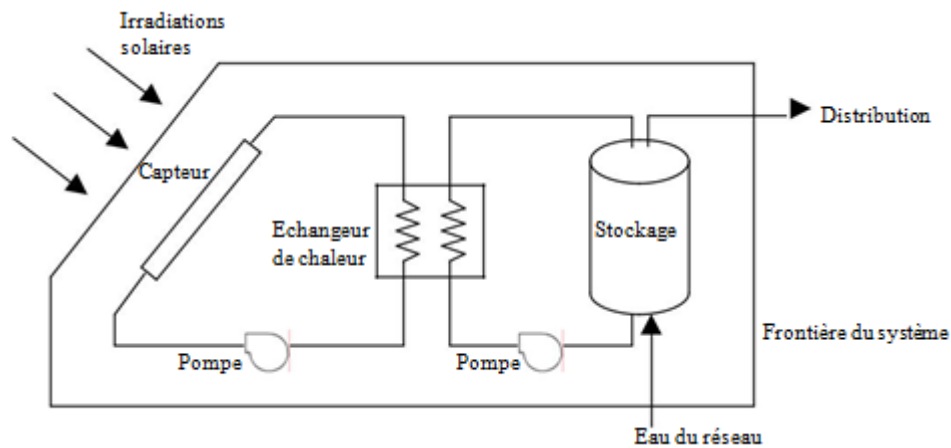 Irradiations
solaires
Distribution
Capteur
Echangeur
de chaleur
Stockage
Frontière du système
Pompe
Pompe
Eau du réseau